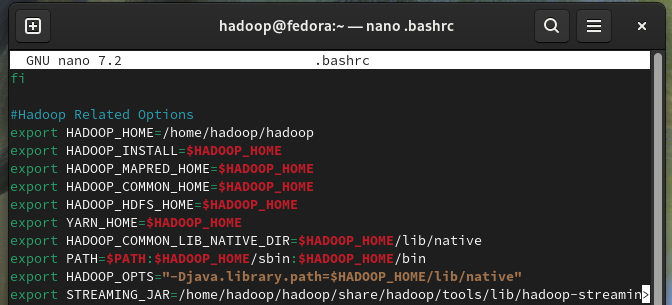 hadoop@fedora:~ — nano .bashrc
GNU nano 7.2 .bashrc
fi
#Hadoop Related Options
export HADOOP_HOME=/home/hadoop/hadoop
export HADOOP_INSTALL=$HADOOP_HOME
export HADOOP_MAPRED_HOME=$HADOOP_HOME
export HADOOP_COMMON_HOME=$HADOOP_HOME
export HADOOP_HDFS_HOME=$HADOOP_HOME
export YARN_HOME=$HADOOP_HOME
export HADOOP_COMMON_LIB_NATIVE_DIR=$HADOOP_HOME/lib/native
export PATH=$PATH:$HADOOP_HOME/sbin:$HADOOP_HOME/bin
export HADOOP_OPTS="-Djava.library.path=$HADOOP_HOME/lib/native"
export STREAMING_JAR=/home/hadoop/hadoop/share/hadoop/tools/lib/hadoop-streamin>